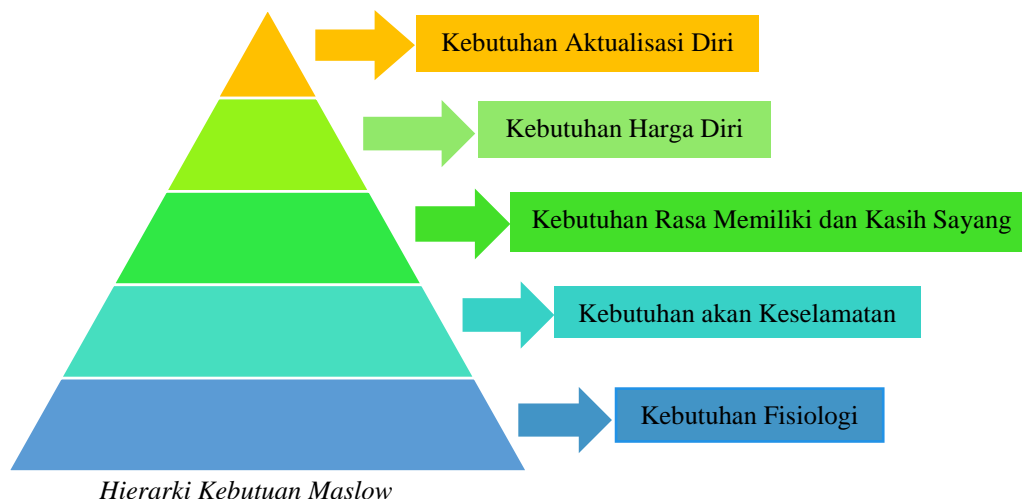 Kebutuhan Aktualisasi Diri
Kebutuhan Harga Diri
Kebutuhan Rasa Memiliki dan Kasih Sayang
Kebutuhan akan Keselamatan
Kebutuhan Fisiologi
Hierarki Kebutuan Maslow